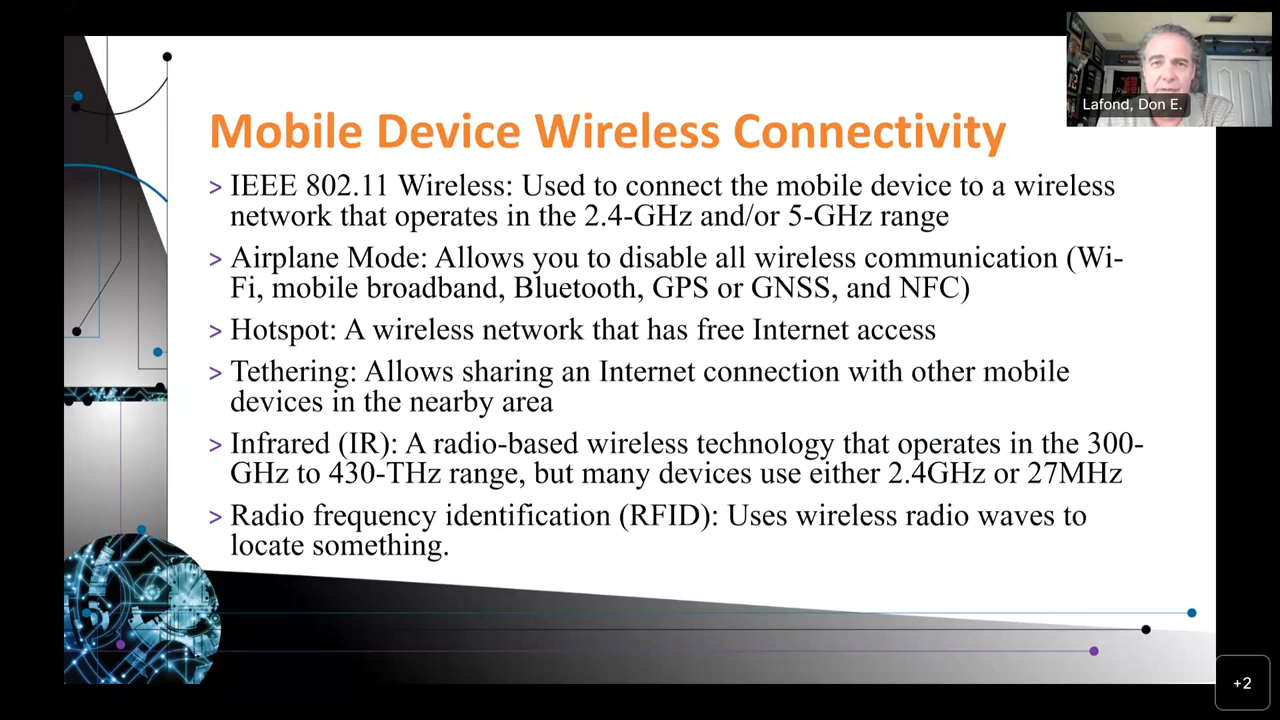 Lafond, Don E.
Mobile Device Wireless Connectivity
> IEEE 802.11 Wireless: Used to connect the mobile device to a wireless
network that operates in the 2.4-GHz and/or 5-GHz range
> Airplane Mode: Allows you to disable all wireless communication (Wi-
Fi, mobile broadband, Bluetooth, GPS or GNSS, and NFC)
> Hotspot: A wireless network that has free Internet access
> Tethering: Allows sharing an Internet connection with other mobile
devices in the nearby area
> Infrared (IR): A radio-based wireless technology that operates in the 300-
GHz to 430-THz range, but many devices use either 2.4GHz or 27MHz
> Radio frequency identification (RFID): Uses wireless radio waves to
locate something.
+2